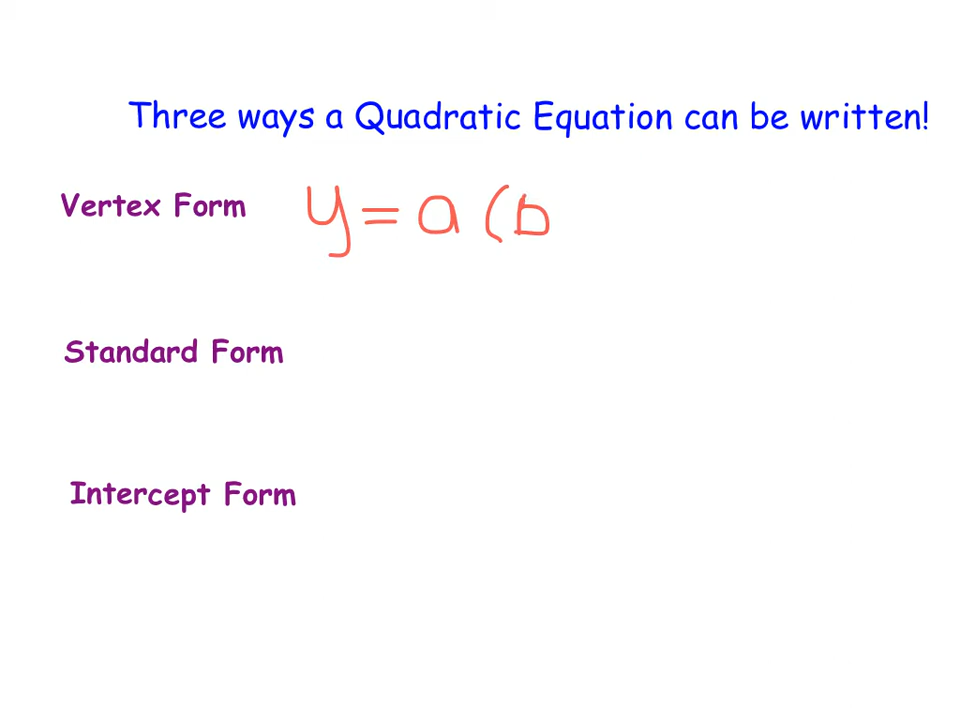 Three ways a Quadratic Equation can be written!
Vertex Form y = a (b
Standard Form
Intercept Form